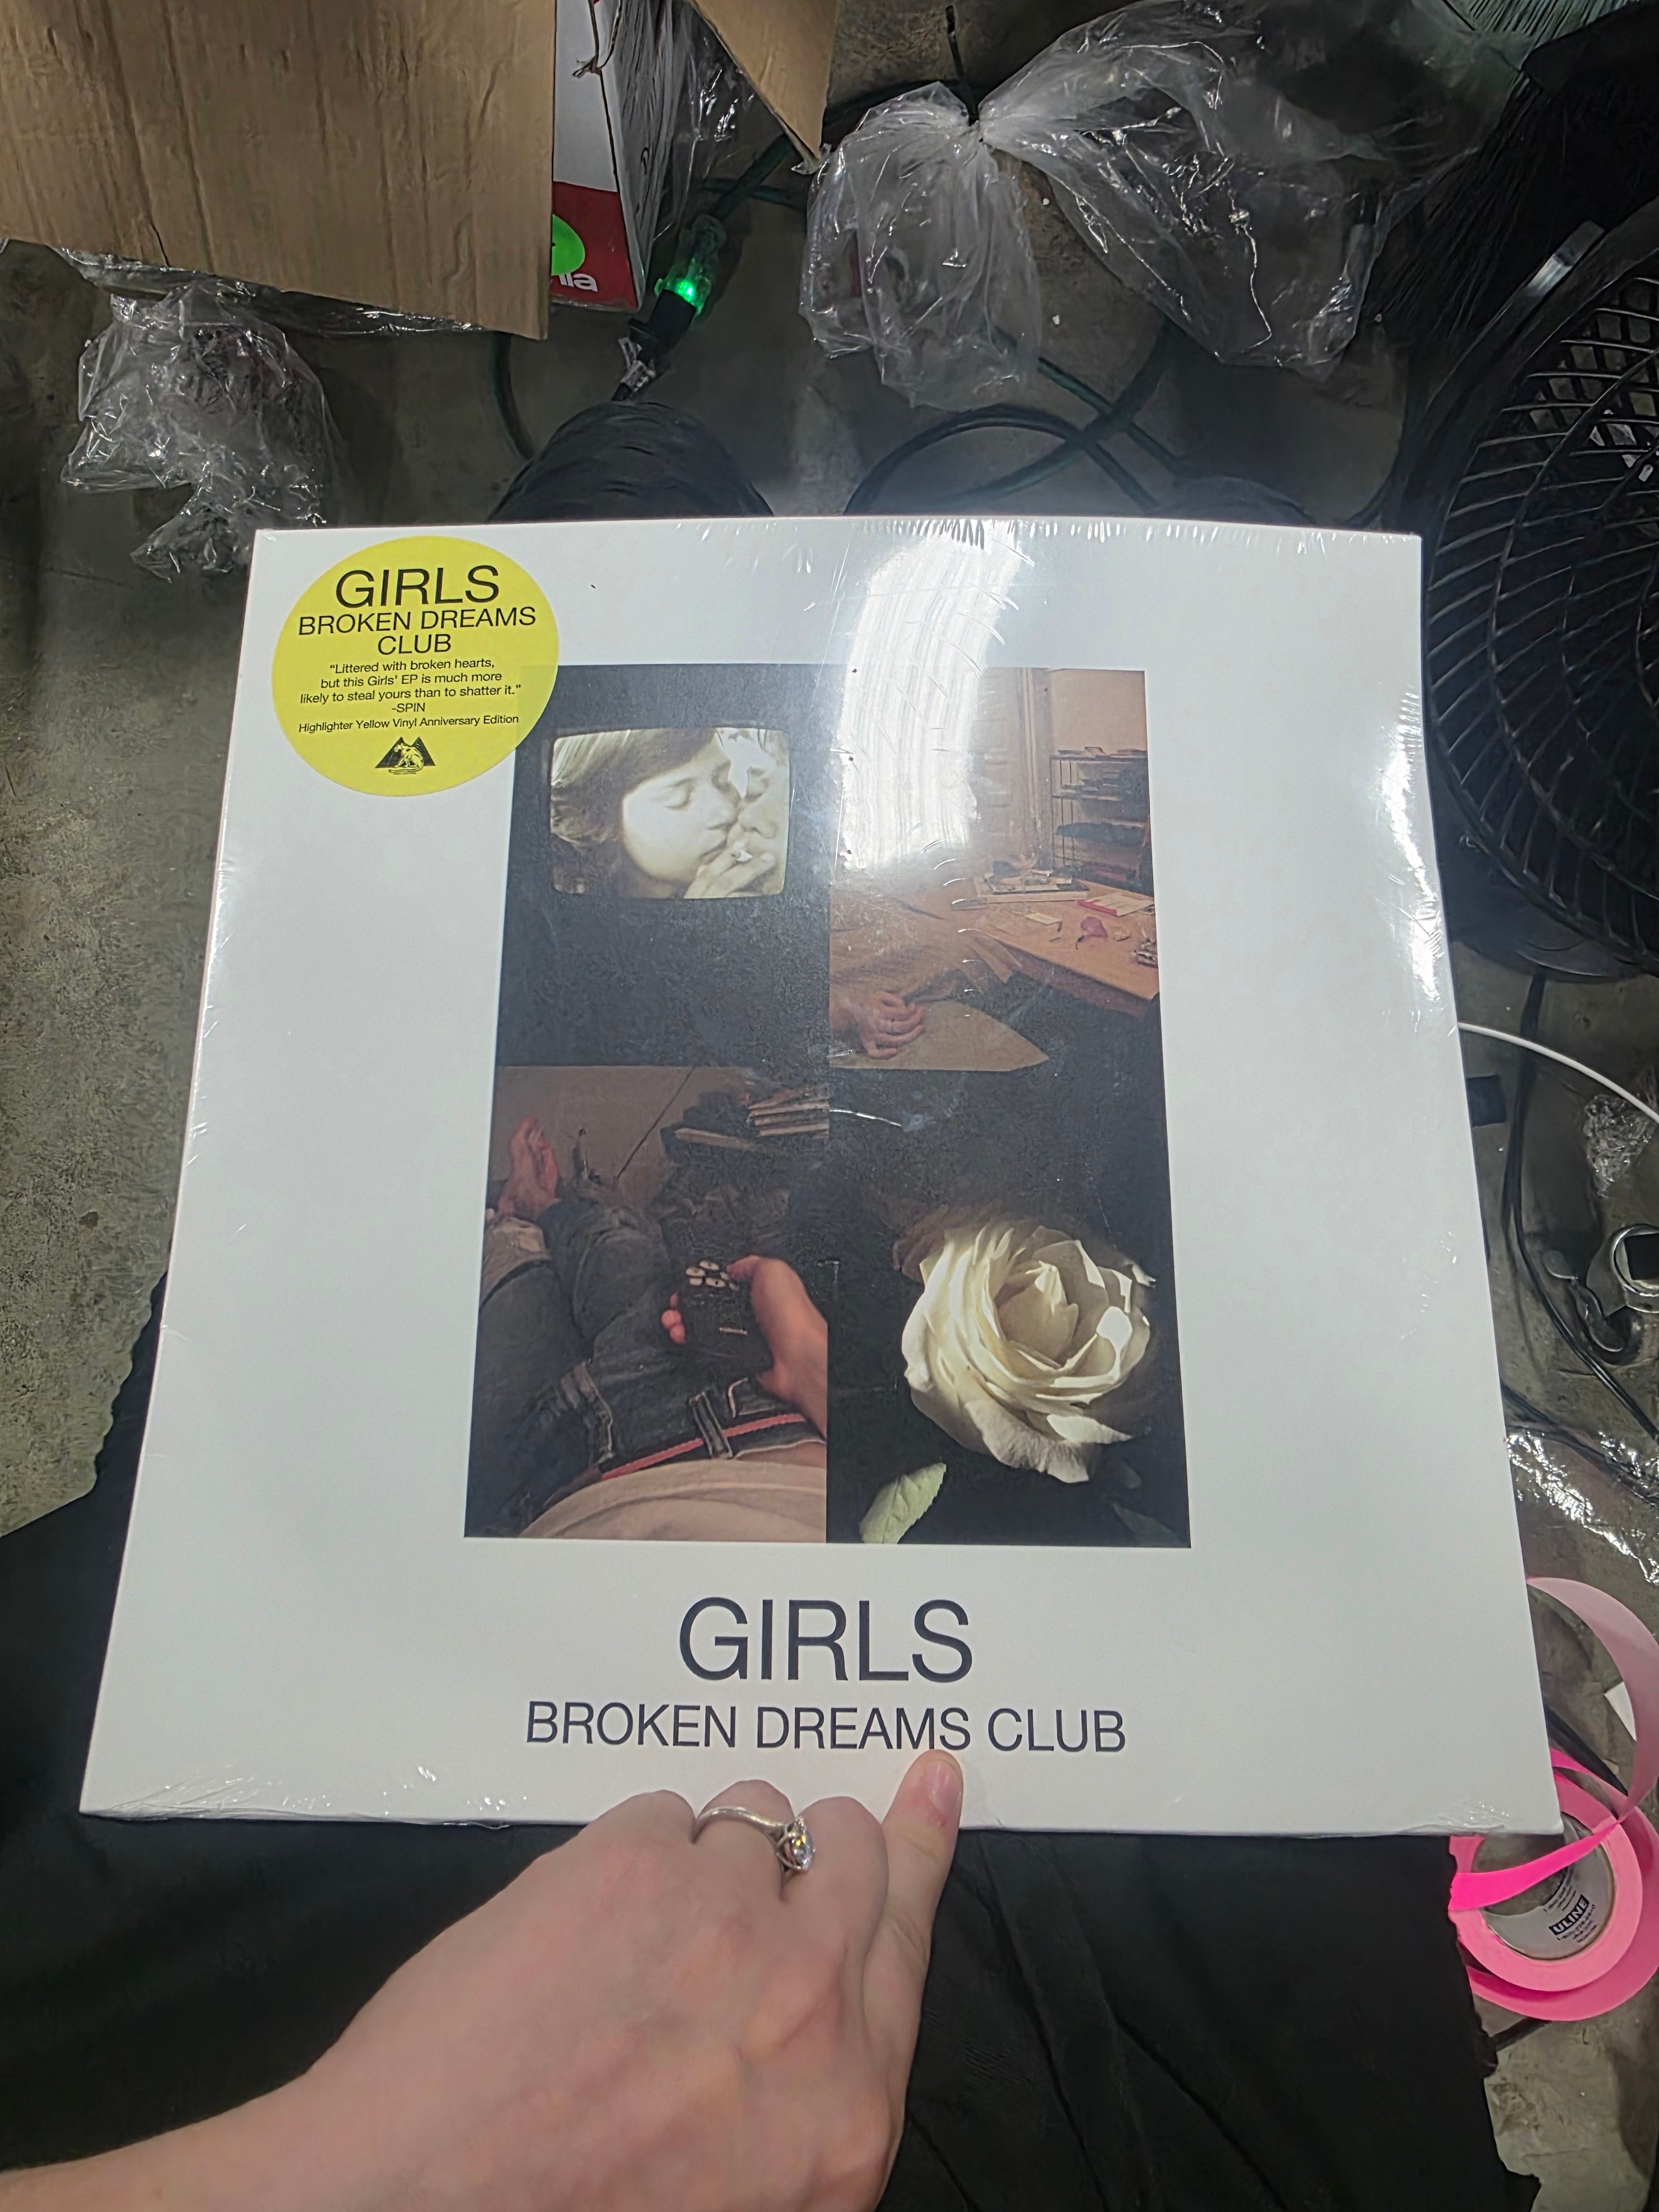 GIRLS
BROKEN DREAMS
CLUB
“Littered with broken hearts,
but this Girls' EP is much more
likely to steal yours than to shatter it.”
-SPIN
Highlighter Yellow Vinyl Anniversary Edition
GIRLS
BROKEN DREAMS CLUB
ULINE